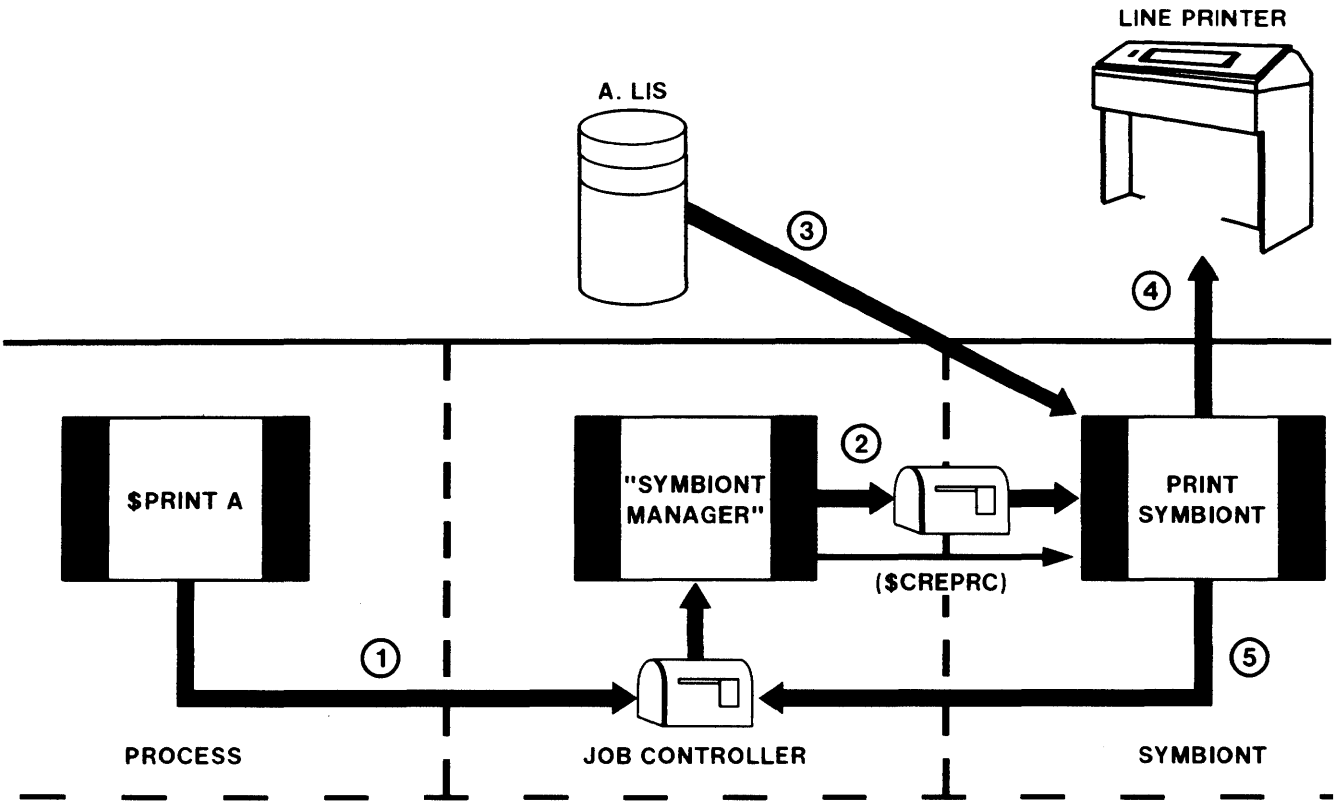 LINE PRINTER
A. LIS
3
4
$PRINT A
"SYMBIONT
MANAGER"
2
PRINT
SYMBIONT
($CREPRC)
1
5
PROCESS
JOB CONTROLLER
SYMBIONT